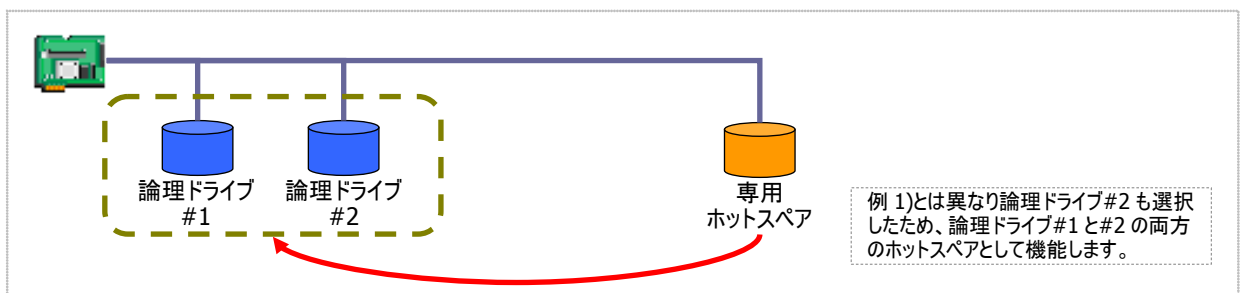 論理ドライブ
#1
論理ドライブ
#2
専用
ホットスペア
例 1)とは異なり論理ドライブ#2 も選択
したため、論理ドライブ#1 と#2 の両方
のホットスペアとして機能します。